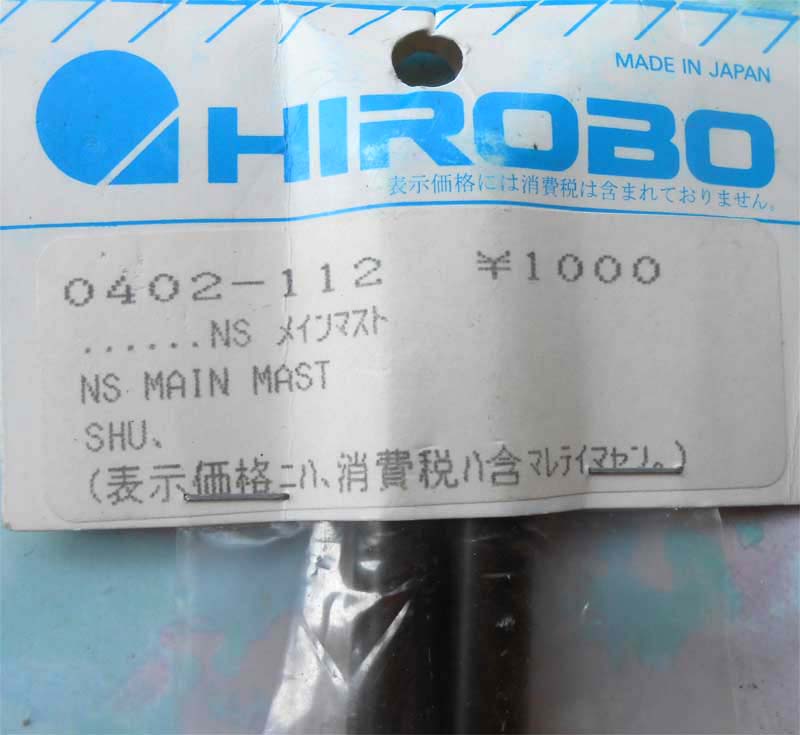 MADE IN JAPAN
HIROBO
表示価格には消費税は含まれておりません。
0402-112 ¥1000
......NS メインマスト
NS MAIN MAST
SHU、
(表示価格ニハ、消費税ハ含マレテイマセン。)